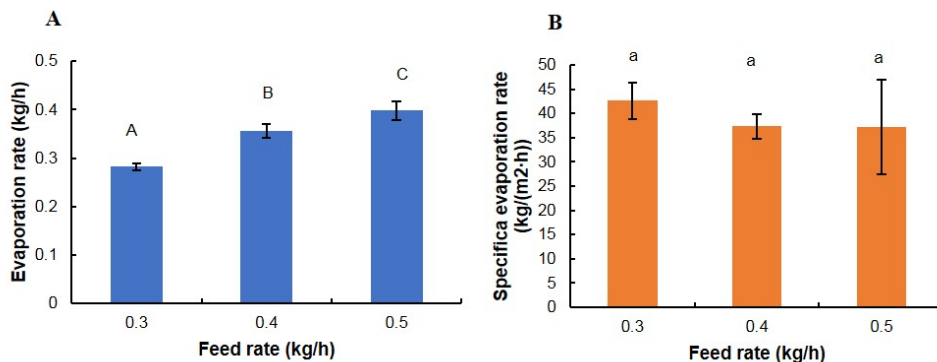 A
Evaporation rate (kg/h)
0.5
0.4
0.3
0.2
0.1
0
A
B
C
0.3
0.4
0.5
Feed rate (kg/h)
B
Specifica evaporation rate
(kg/(m2·h))
50
45
40
35
30
25
20
15
10
5
0
a
a
a
0.3
0.4
0.5
Feed rate (kg/h)